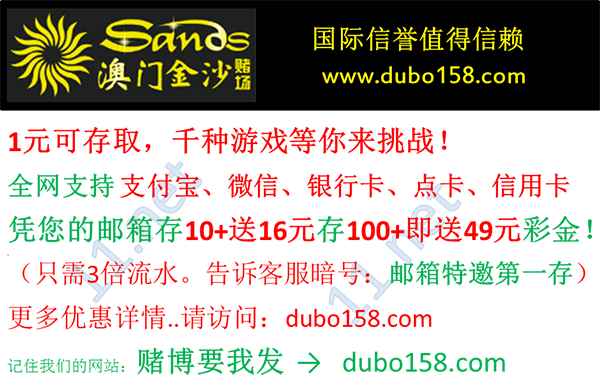 Sands
澳门金沙赌场
国际信誉值得信赖
www.dubo158.com
1元可存取，千种游戏等你来挑战！
全网支持 支付宝、微信、银行卡、点卡、信用卡
凭您的邮箱存10+送16元存100+即送49元彩金！
（只需3倍流水。告诉客服暗号：邮箱特邀第一存）
更多优惠详情..请访问：dubo158.com
记住我们的网站：赌博要我发 → dubo158.com
11.net
11.net